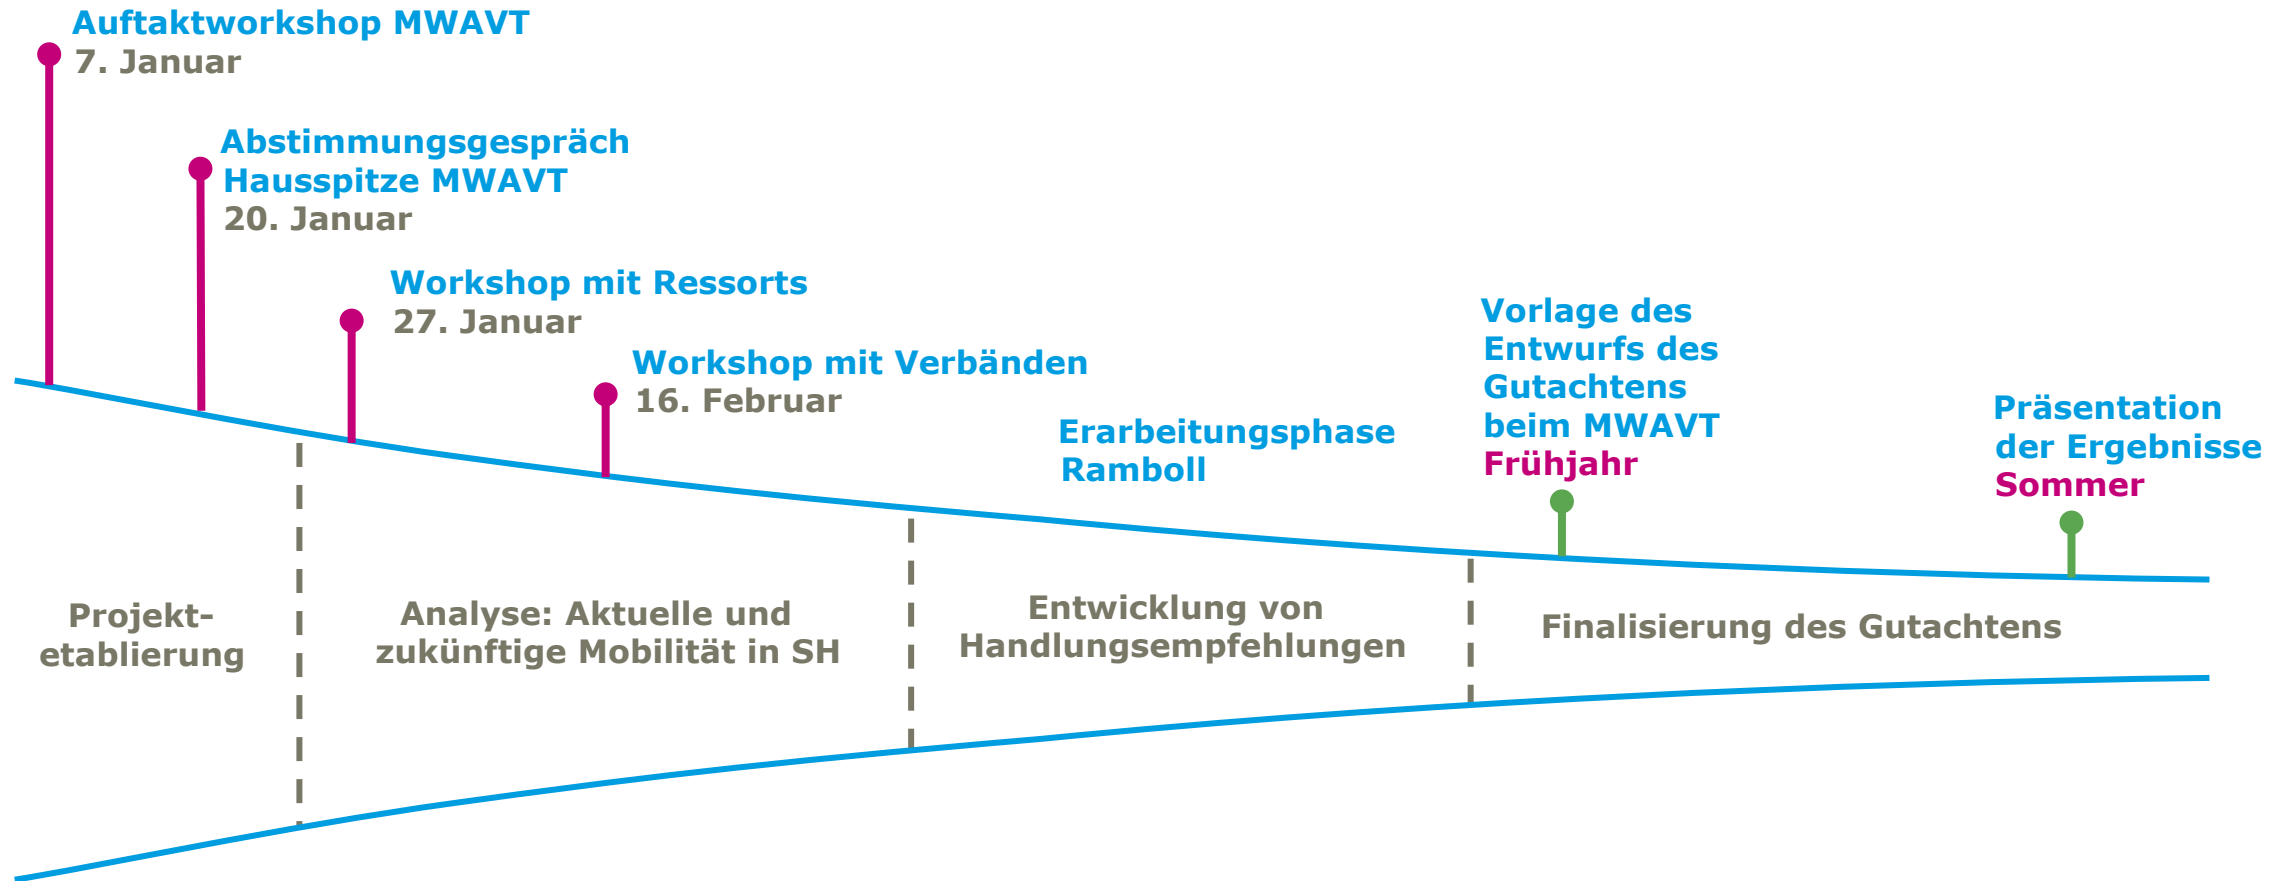 Auftaktworkshop MWAVT
7. Januar
Abstimmungsgespräch
Hausspitze MWAVT
20. Januar
Workshop mit Ressorts
27. Januar
Workshop mit Verbänden
16. Februar
Erarbeitungsphase
Ramboll
Vorlage des
Entwurfs des
Gutachtens
beim MWAVT
Frühjahr
Präsentation
der Ergebnisse
Sommer
Projekt-
etablierung
Analyse: Aktuelle und
zukünftige Mobilität in SH
Entwicklung von
Handlungsempfehlungen
Finalisierung des Gutachtens